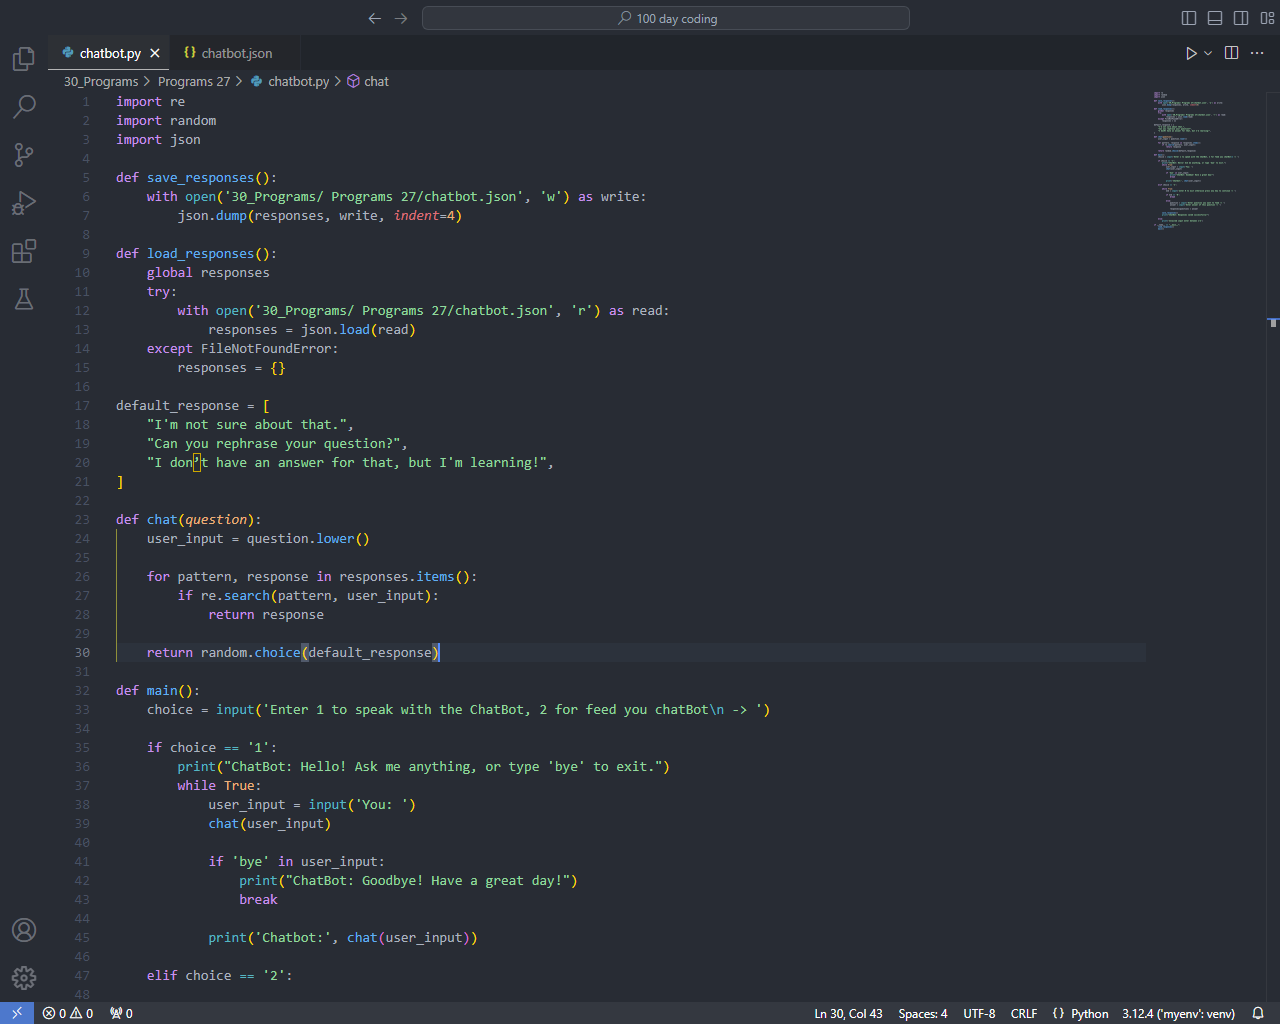 100 day coding
chatbot.py
chatbot.json
30_Programs > Programs 27 > chatbot.py > chat
1 import re
2 import random
3 import json
4
5 def save_responses():
6     with open('30_Programs/ Programs 27/chatbot.json', 'w') as write:
7         json.dump(responses, write, indent=4)
8
9 def load_responses():
10     global responses
11     try:
12         with open('30_Programs/ Programs 27/chatbot.json', 'r') as read:
13             responses = json.load(read)
14     except FileNotFoundError:
15         responses = {}
16
17 default_response = [
18     "I'm not sure about that.",
19     "Can you rephrase your question?",
20     "I don’t have an answer for that, but I'm learning!",
21 ]
22
23 def chat(question):
24     user_input = question.lower()
25
26     for pattern, response in responses.items():
27         if re.search(pattern, user_input):
28             return response
29
30     return random.choice(default_response)
31
32 def main():
33     choice = input('Enter 1 to speak with the ChatBot, 2 for feed you chatBot\n -> ')
34
35     if choice == '1':
36         print("ChatBot: Hello! Ask me anything, or type 'bye' to exit.")
37         while True:
38             user_input = input('You: ')
39             chat(user_input)
40
41             if 'bye' in user_input:
42                 print("ChatBot: Goodbye! Have a great day!")
43                 break
44
45             print('Chatbot:', chat(user_input))
46
47     elif choice == '2':
48
0 0 0 Ln 30, Col 43 Spaces: 4 UTF-8 CRLF {} Python 3.12.4 ('myenv': venv)